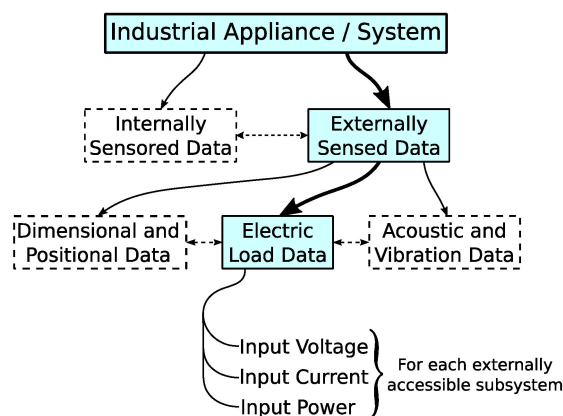 Industrial Appliance / System
Internally
Sensored Data
Externally
Sensed Data
Dimensional and
Positional Data
Electric
Load Data
Acoustic and
Vibration Data
Input Voltage
Input Current
Input Power
For each externally
accessible subsystem